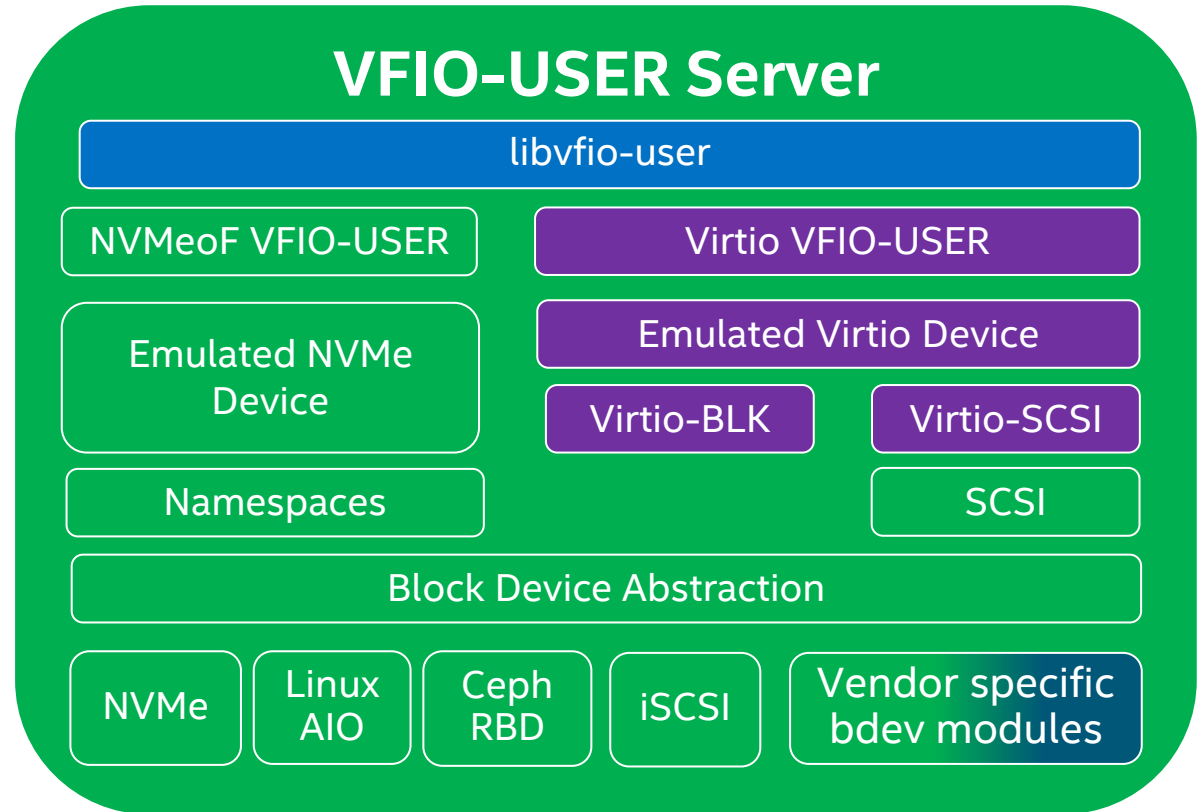 VFIO-USER Server
libvfio-user
NVMeoF VFIO-USER
Virtio VFIO-USER
Emulated NVMe
Device
Emulated Virtio Device
Virtio-BLK
Virtio-SCSI
Namespaces
SCSI
Block Device Abstraction
NVMe
Linux
AIO
Ceph
RBD
iSCSI
Vendor specific
bdev modules